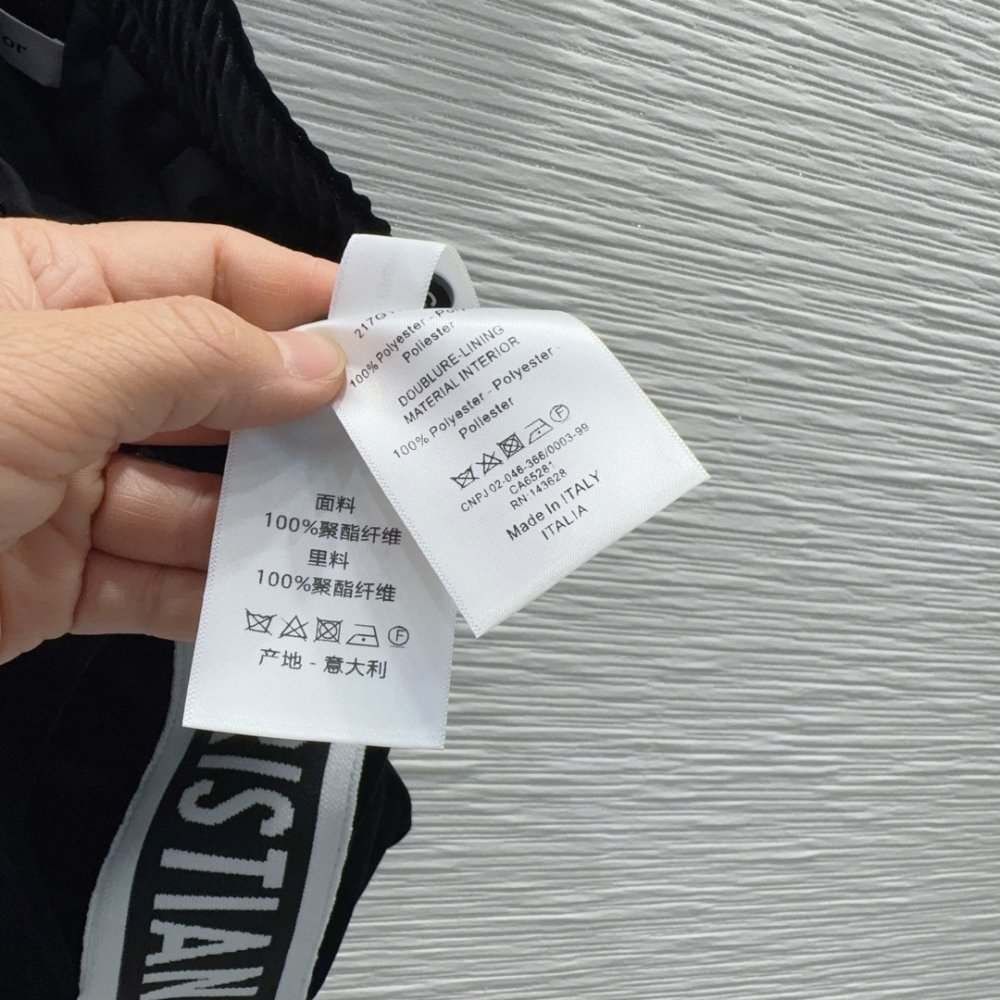 or
217G
100% Polyester - Pol
Poliester
DOUBLURE-LINING
MATERIAL INTERIOR
100% Polyester - Polyester -
Poliester
F
CNPJ 02-046-366/0003-99
CA65281
RN-143628
Made In ITALY
ITALIA
面料
100%聚酯纤维
里料
100%聚酯纤维
F
产地 - 意大利
ISTIAN